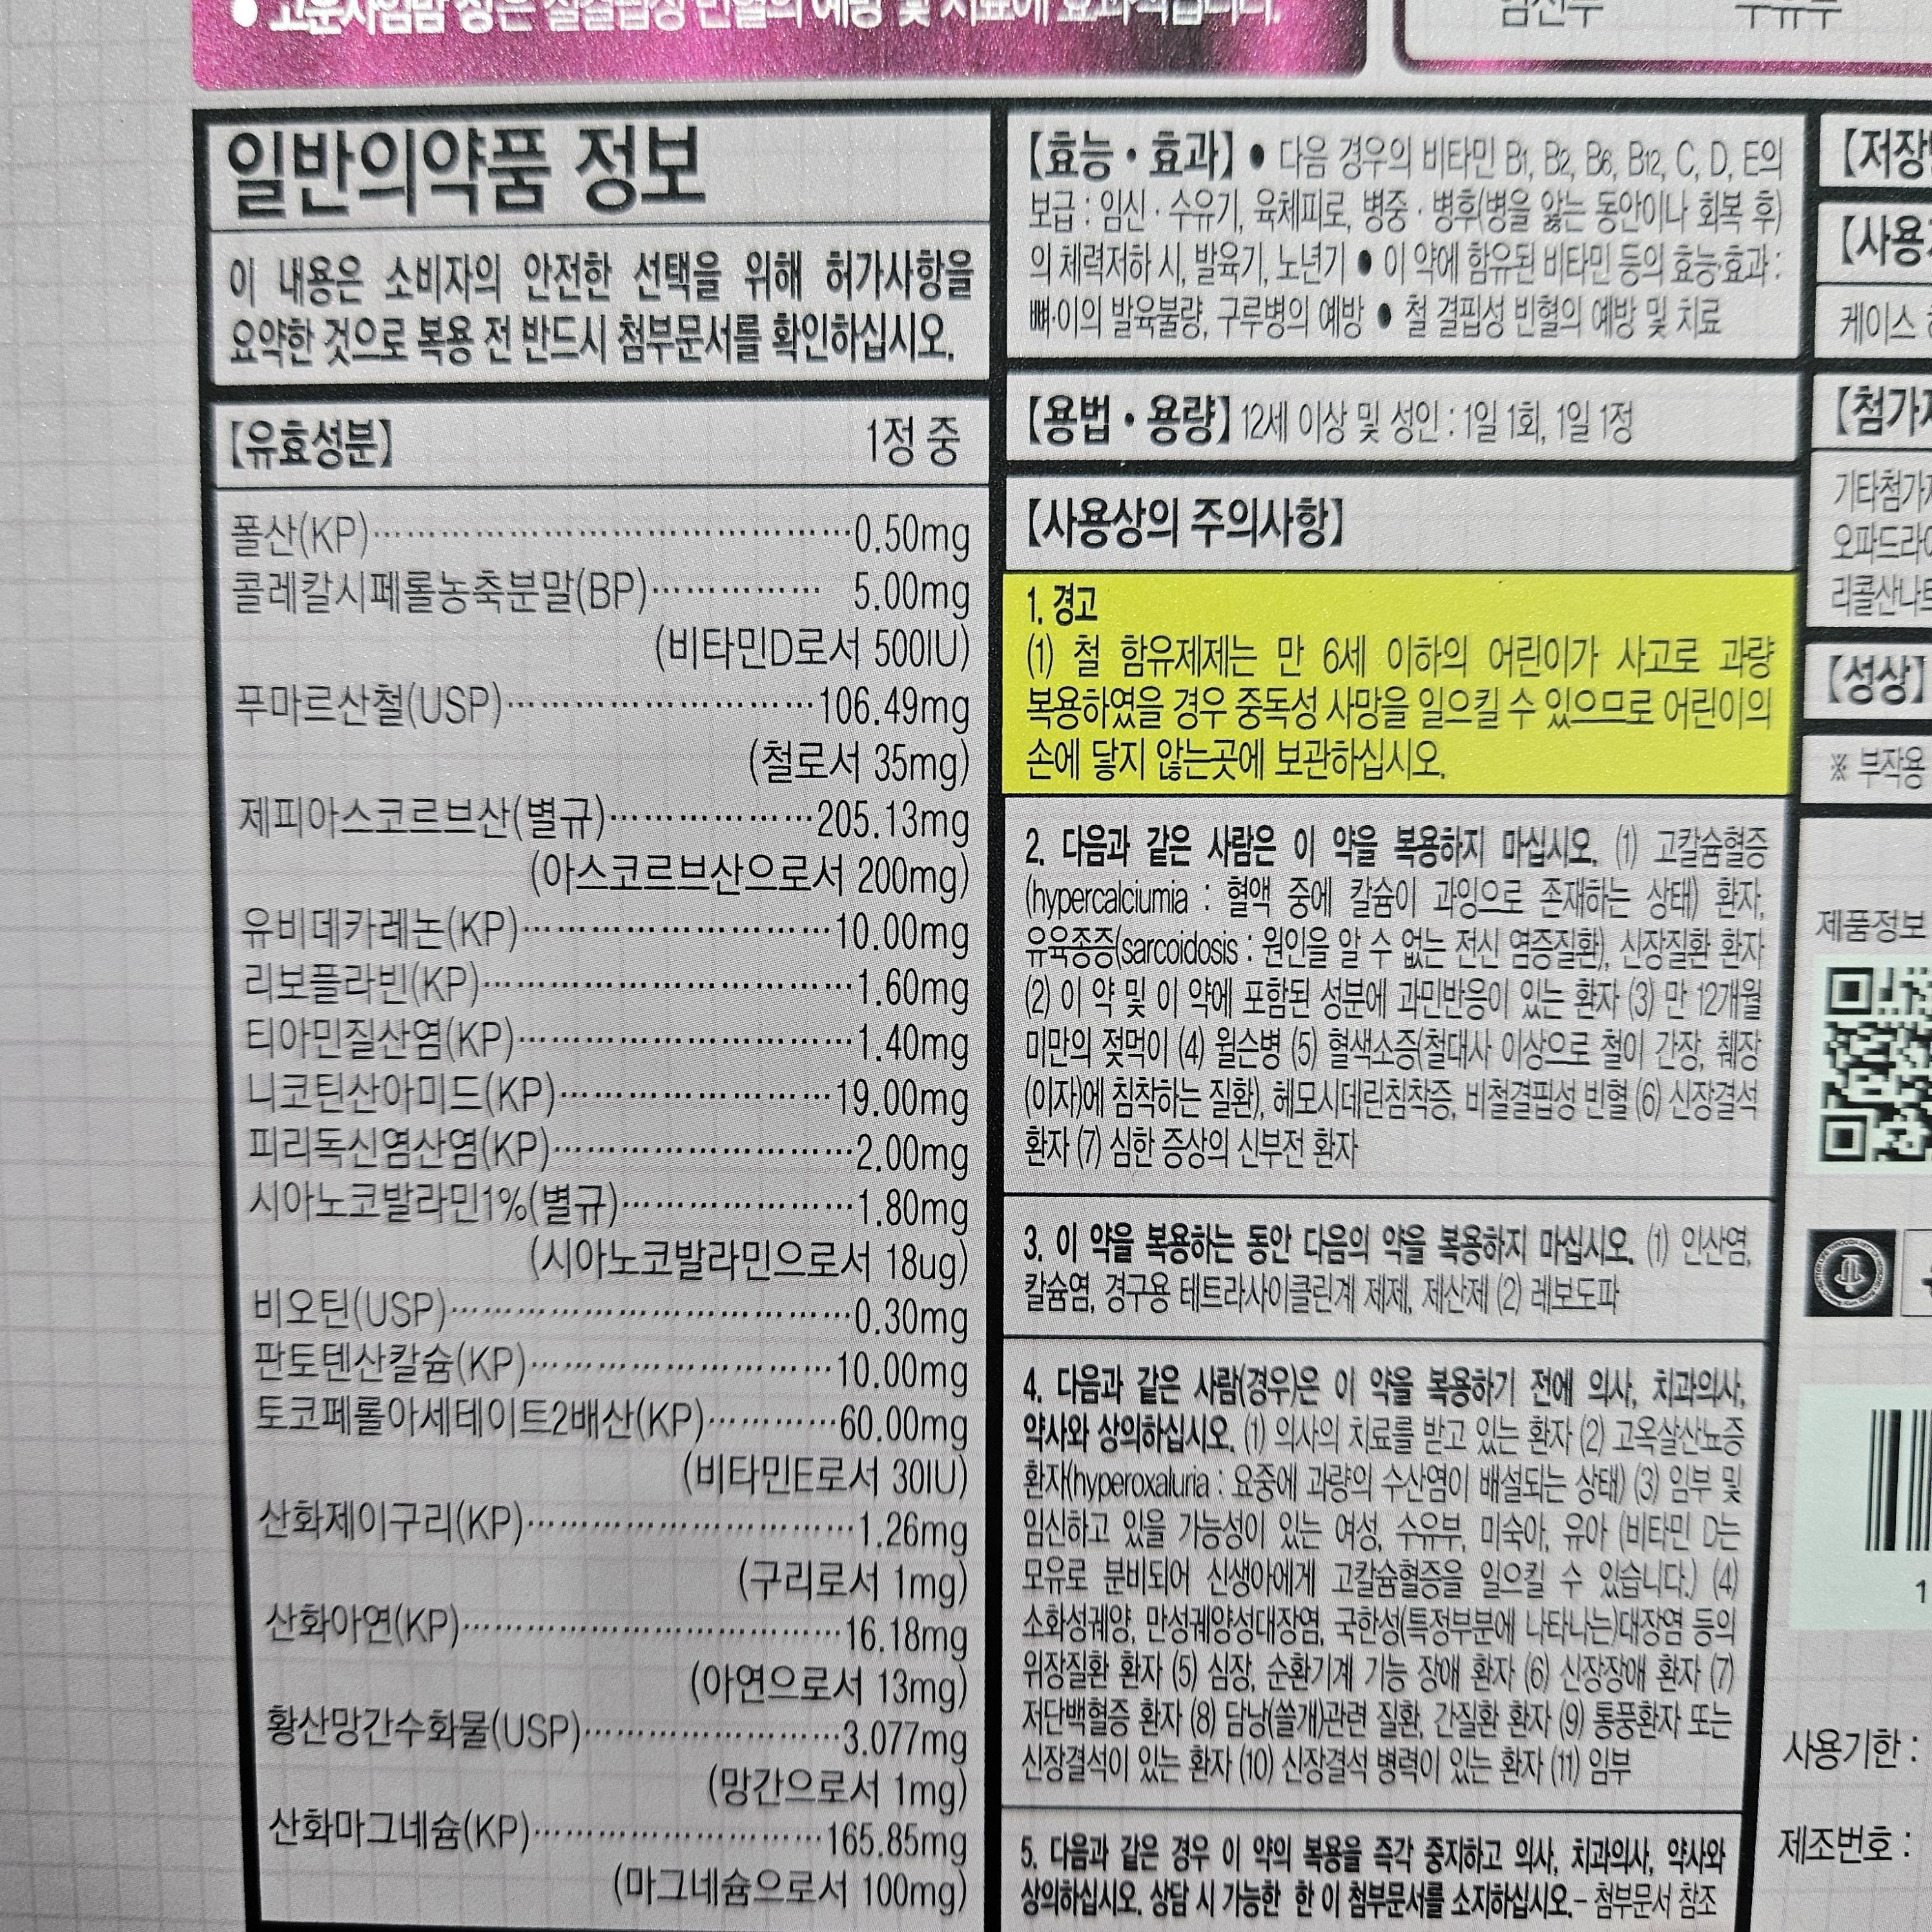 일반의약품 정보
이 내용은 소비자의 안전한 선택을 위해 허가사항을
요약한 것으로 복용 전 반드시 첨부문서를 확인하십시오.
【유효성분】 1정 중
폴산(KP)……………………………………0.50mg
콜레칼시페롤농축분말(BP)…………… 5.00mg
(비타민D로서 500IU)
푸마르산철(USP)………………………106.49mg
(철로서 35mg)
제피아스코르브산(별규)………………205.13mg
(아스코르브산으로서 200mg)
유비데카레논(KP)………………………10.00mg
리보플라빈(KP)……………………………1.60mg
티아민질산염(KP)…………………………1.40mg
니코틴산아미드(KP)……………………19.00mg
피리독신염산염(KP)………………………2.00mg
시아노코발라민1%(별규)…………………1.80mg
(시아노코발라민으로서 18ug)
비오틴(USP)………………………………0.30mg
판토텐산칼슘(KP)………………………10.00mg
토코페롤아세테이트2배산(KP)…………60.00mg
(비타민E로서 30IU)
산화제이구리(KP)…………………………1.26mg
(구리로서 1mg)
산화아연(KP)……………………………16.18mg
(아연으로서 13mg)
황산망간수화물(USP)……………………3.077mg
(망간으로서 1mg)
산화마그네슘(KP)………………………165.85mg
(마그네슘으로서 100mg)
【효능·효과】 ● 다음 경우의 비타민 B1, B2, B6, B12, C, D, E의
보급 : 임신 · 수유기, 육체피로, 병중 · 병후(병을 앓는 동안이나 회복 후)
의 체력저하 시, 발육기, 노년기 ● 이 약에 함유된 비타민 등의 효능·효과 :
뼈·이의 발육불량, 구루병의 예방 ● 철 결핍성 빈혈의 예방 및 치료
【용법·용량】 12세 이상 및 성인 : 1일 1회, 1일 1정
【사용상의 주의사항】
1. 경고
(1) 철 함유제제는 만 6세 이하의 어린이가 사고로 과량
복용하였을 경우 중독성 사망을 일으킬 수 있으므로 어린이의
손에 닿지 않는곳에 보관하십시오.
2. 다음과 같은 사람은 이 약을 복용하지 마십시오. (1) 고칼슘혈증
(hypercalciumia : 혈액 중에 칼슘이 과잉으로 존재하는 상태) 환자,
유육종증(sarcoidosis : 원인을 알 수 없는 전신 염증질환), 신장질환 환자
(2) 이 약 및 이 약에 포함된 성분에 과민반응이 있는 환자 (3) 만 12개월
미만의 젖먹이 (4) 윌슨병 (5) 혈색소증(철대사 이상으로 철이 간장, 췌장
(이자)에 침착하는 질환), 헤모시데린침착증, 비철결핍성 빈혈 (6) 신장결석
환자 (7) 심한 증상의 신부전 환자
3. 이 약을 복용하는 동안 다음의 약을 복용하지 마십시오. (1) 인산염,
칼슘염, 경구용 테트라사이클린계 제제, 제산제 (2) 레보도파
4. 다음과 같은 사람(경우)은 이 약을 복용하기 전에 의사, 치과의사,
약사와 상의하십시오. (1) 의사의 치료를 받고 있는 환자 (2) 고옥살산뇨증
환자(hyperoxaluria : 요중에 과량의 수산염이 배설되는 상태) (3) 임부 및
임신하고 있을 가능성이 있는 여성, 수유부, 미숙아, 유아 (비타민 D는
모유로 분비되어 신생아에게 고칼슘혈증을 일으킬 수 있습니다.) (4)
소화성궤양, 만성궤양성대장염, 국한성(특정부분에 나타나는)대장염 등의
위장질환 환자 (5) 심장, 순환기계 기능 장애 환자 (6) 신장장애 환자 (7)
저단백혈증 환자 (8) 담낭(쓸개)관련 질환, 간질환 환자 (9) 통풍환자 또는
신장결석이 있는 환자 (10) 신장결석 병력이 있는 환자 (11) 임부
5. 다음과 같은 경우 이 약의 복용을 즉각 중지하고 의사, 치과의사, 약사와
상의하십시오. 상담 시 가능한 한 이 첨부문서를 소지하십시오.- 첨부문서 참조
【저장
【사용
케이스
【첨가
기타첨가
오파드라이
리콜산나트
【성상】
※ 부작용
제품정보
사용기한 :
제조번호 :